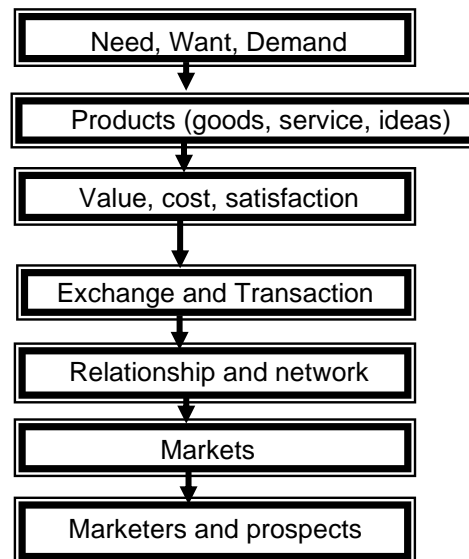 Need, Want, Demand
Products (goods, service, ideas)
Value, cost, satisfaction
Exchange and Transaction
Relationship and network
Markets
Marketers and prospects